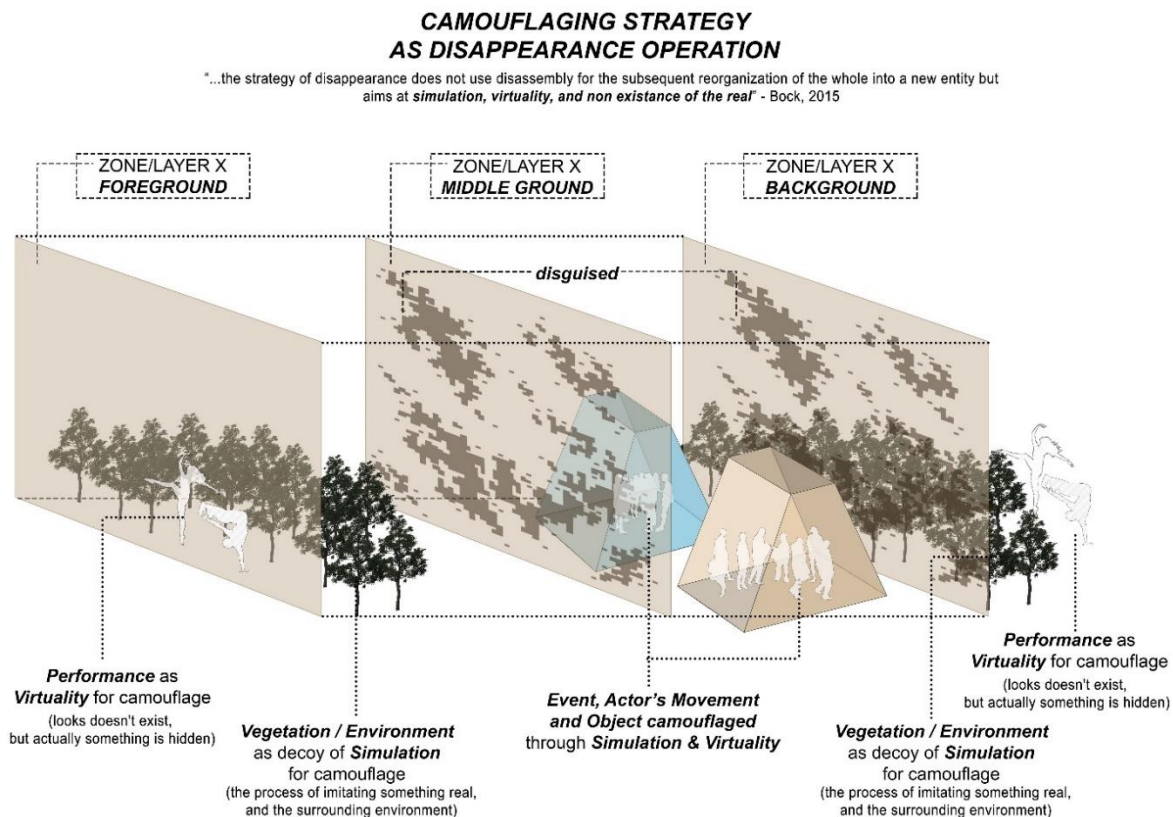 CAMOUFLAGING STRATEGY
AS DISAPPEARANCE OPERATION
"...the strategy of disappearance does not use disassembly for the subsequent reorganization of the whole into a new entity but
aims at simulation, virtuality, and non existance of the real" - Bock, 2015
ZONE/LAYER X
FOREGROUND
ZONE/LAYER X
MIDDLE GROUND
ZONE/LAYER X
BACKGROUND
disguised
Performance as
Virtuality for camouflage
(looks doesn't exist,
but actually something is hidden)
Vegetation / Environment
as decoy of Simulation
for camouflage
(the process of imitating something real,
and the surrounding environment)
Event, Actor's Movement
and Object camouflaged
through Simulation & Virtuality
Vegetation / Environment
as decoy of Simulation
for camouflage
(the process of imitating something real,
and the surrounding environment)
Performance as
Virtuality for camouflage
(looks doesn't exist,
but actually something is hidden)